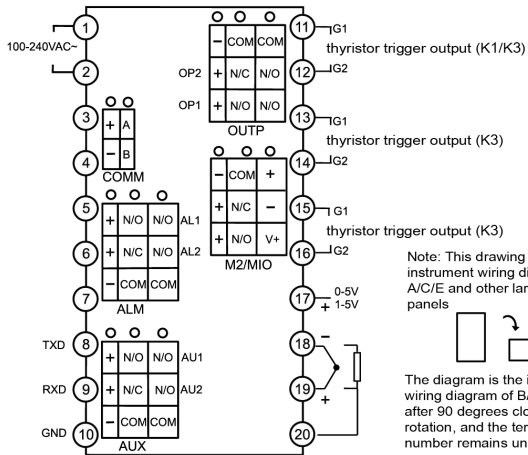 1
100-240VAC~
2
3
4
+ A
− B
COMM
5
6
7
+ N/O N/O AL1
+ N/C N/O AL2
− COM COM
ALM
TXD 8
RXD 9
GND 10
+ N/O N/O AU1
+ N/C N/O AU2
− COM COM
AUX
− COM COM
OP2 + N/C N/O
OP1 + N/O N/O
OUTP
− COM +
+ N/C −
+ N/O V+
M2/MIO
11 G1
thyristor trigger output (K1/K3)
12 G2
13 G1
thyristor trigger output (K3)
14 G2
15 G1
thyristor trigger output (K3)
16 G2
17 − 0-5V
+ 1-5V
18 −
19 +
20
Note: This drawing
instrument wiring di
A/C/E and other lar
panels
The diagram is the i
wiring diagram of B/
after 90 degrees clo
rotation, and the ter
number remains un